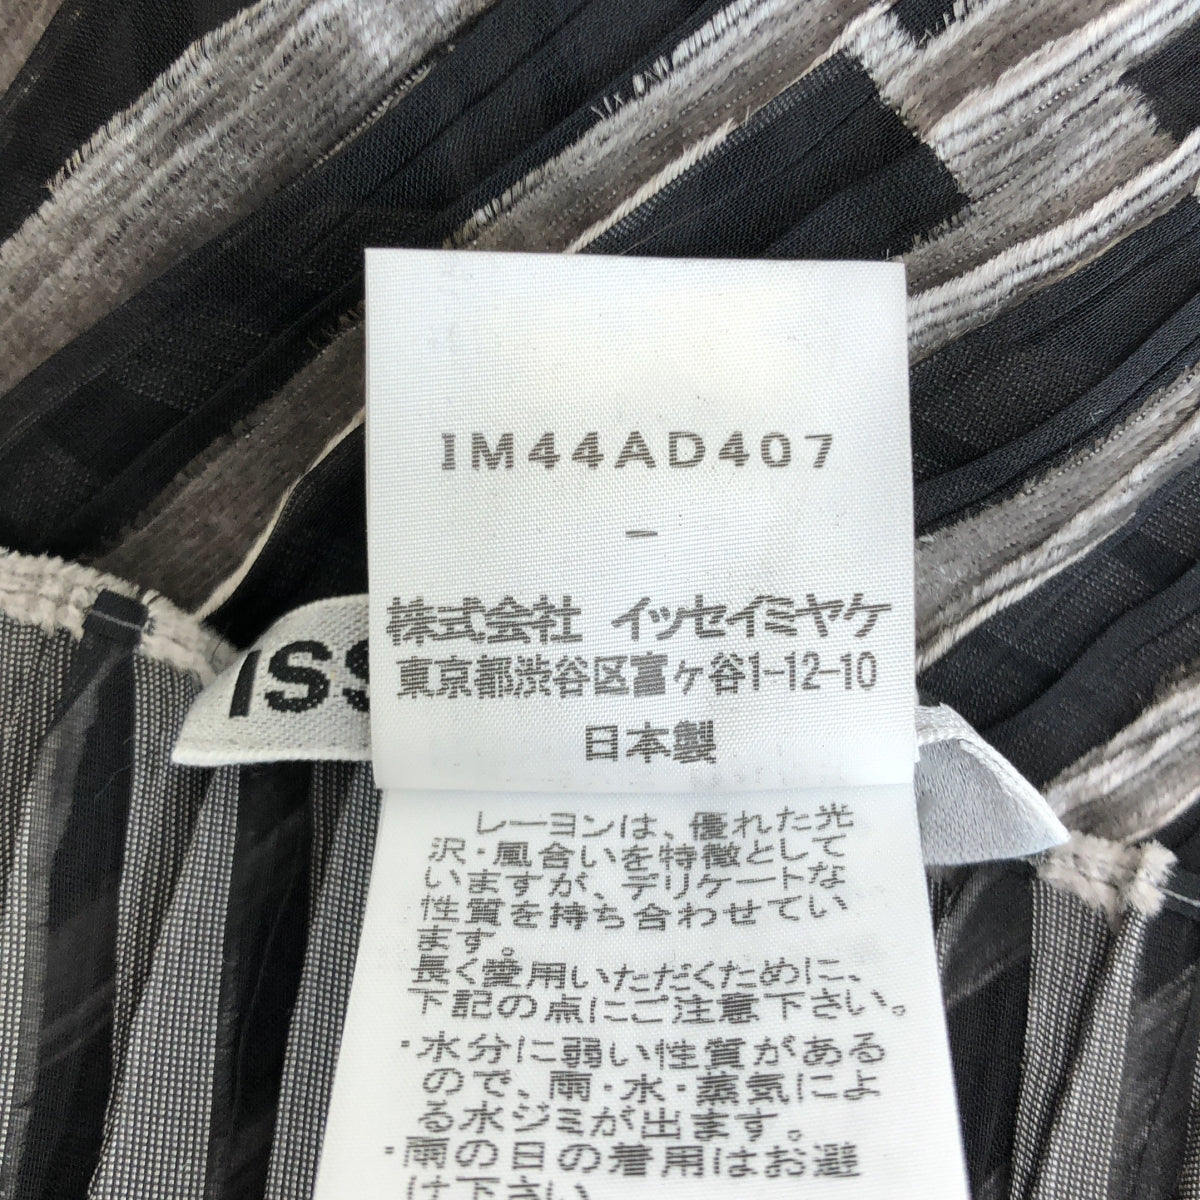 IM44AD407
-
株式会社 イッセイミヤケ
東京都渋谷区富ヶ谷1-12-10
日本製
ISS
レーヨンは、優れた光
沢・風合いを特徴として
いますが、デリケートな
性質を持ち合わせてい
ます。
長く愛用いただくために、
下記の点にご注意下さい。
・水分に弱い性質がある
ので、雨・水・蒸気によ
る水ジミが出ます。
・雨の日の着用はお避
け下さい